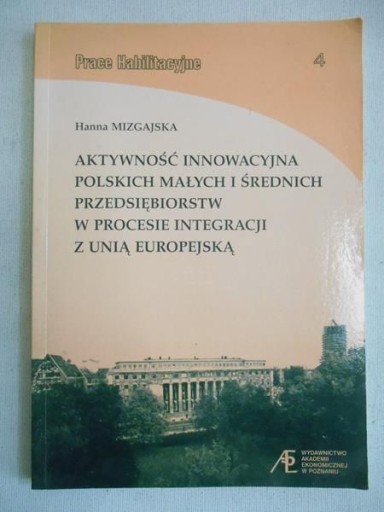 Prace Habilitacyjne 4
Hanna MIZGAJSKA
AKTYWNOŚĆ INNOWACYJNA
POLSKICH MAŁYCH I ŚREDNICH
PRZEDSIĘBIORSTW
W PROCESIE INTEGRACJI
Z UNIĄ EUROPEJSKĄ
AE
WYDAWNICTWO
AKADEMII
EKONOMICZNEJ
W POZNANIU